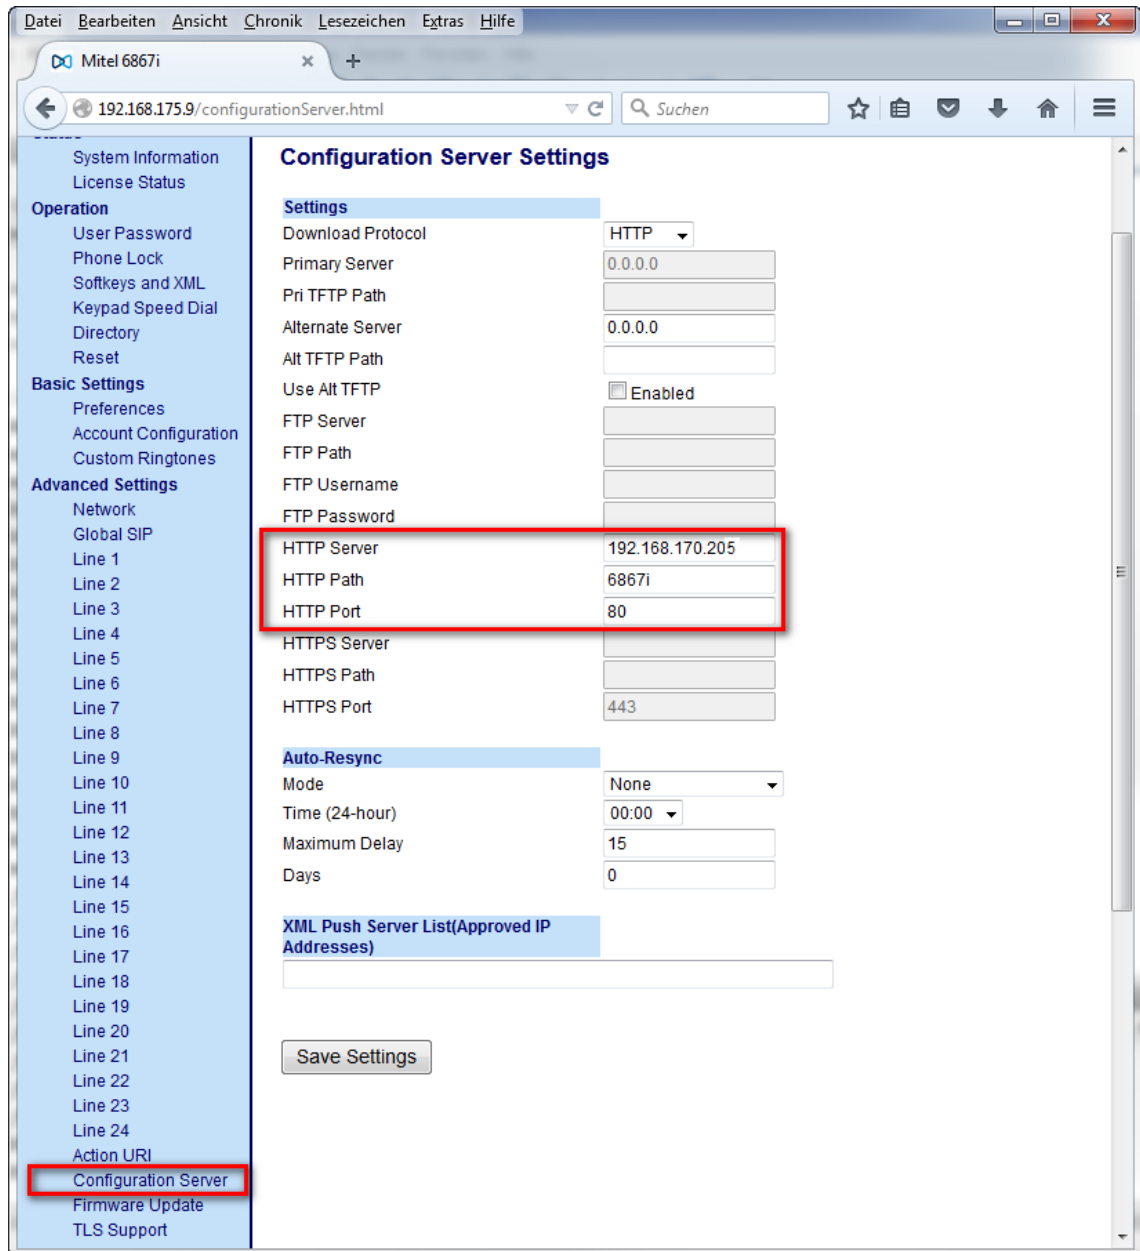 Datei Bearbeiten Ansicht Chronik Lesezeichen Extras Hilfe
Mitel 6867i
192.168.175.9/configurationServer.html
Suchen
System Information
License Status
Operation
User Password
Phone Lock
Softkeys and XML
Keypad Speed Dial
Directory
Reset
Basic Settings
Preferences
Account Configuration
Custom Ringtones
Advanced Settings
Network
Global SIP
Line 1
Line 2
Line 3
Line 4
Line 5
Line 6
Line 7
Line 8
Line 9
Line 10
Line 11
Line 12
Line 13
Line 14
Line 15
Line 16
Line 17
Line 18
Line 19
Line 20
Line 21
Line 22
Line 23
Line 24
Action URI
Configuration Server
Firmware Update
TLS Support
Configuration Server Settings
Settings
Download Protocol HTTP
Primary Server 0.0.0.0
Pri TFTP Path
Alternate Server 0.0.0.0
Alt TFTP Path
Use Alt TFTP Enabled
FTP Server
FTP Path
FTP Username
FTP Password
HTTP Server 192.168.170.205
HTTP Path 6867i
HTTP Port 80
HTTPS Server
HTTPS Path
HTTPS Port 443
Auto-Resync
Mode None
Time (24-hour) 00:00
Maximum Delay 15
Days 0
XML Push Server List(Approved IP
Addresses)
Save Settings